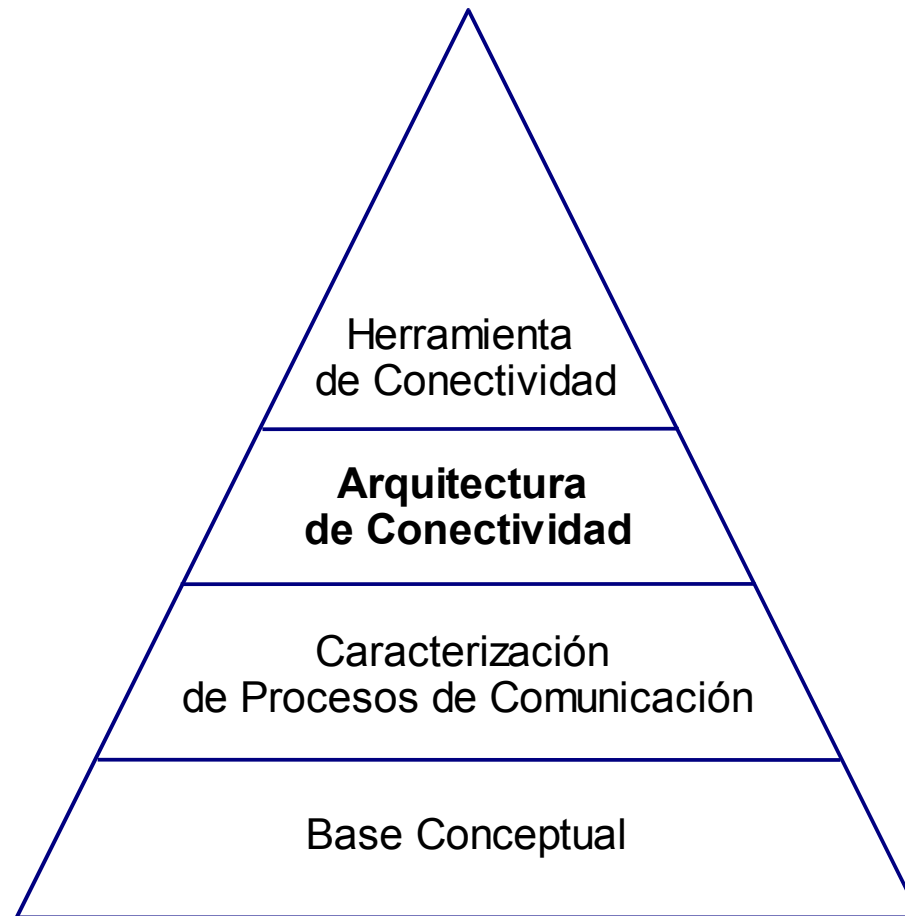 Herramienta
de Conectividad
Arquitectura
de Conectividad
Caracterización
de Procesos de Comunicación
Base Conceptual